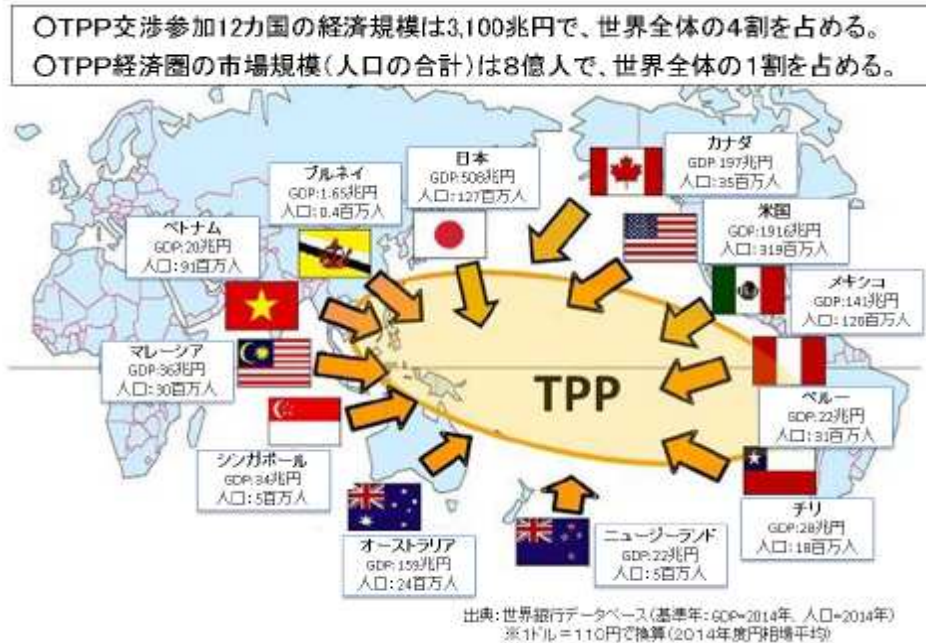 ○TPP交渉参加12カ国の経済規模は3,100兆円で、世界全体の4割を占める。
○TPP経済圏の市場規模(人口の合計)は8億人で、世界全体の1割を占める。
カナダ
GDP:197兆円
人口:35百万人
日本
GDP:508兆円
人口:127百万人
ブルネイ
GDP:1.65兆円
人口:0.4百万人
米国
GDP:1916兆円
人口:319百万人
ベトナム
GDP:20兆円
人口:91百万人
メキシコ
GDP:141兆円
人口:120百万人
マレーシア
GDP:36兆円
人口:30百万人
TPP
ペルー
GDP:22兆円
人口:31百万人
シンガポール
GDP:34兆円
人口:5百万人
チリ
GDP:28兆円
人口:18百万人
オーストラリア
GDP:159兆円
人口:24百万人
ニュージーランド
GDP:22兆円
人口:5百万人
出典:世界銀行データベース(基準年:GDP=2014年、人口=2014年)
※1ドル=110円で換算(2014年度円相場平均)